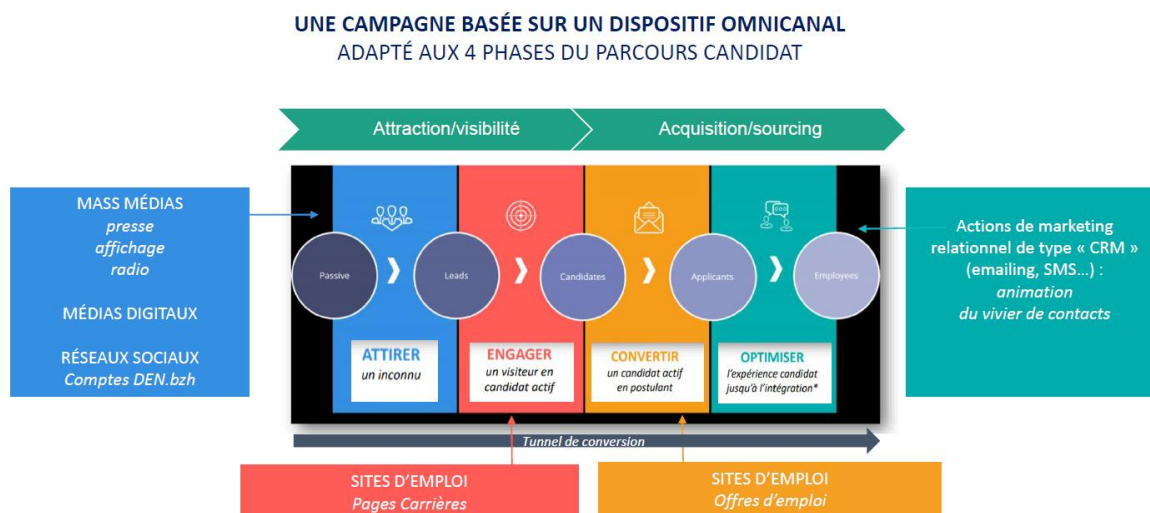 UNE CAMPAGNE BASÉE SUR UN DISPOSITIF OMNICANAL
ADAPTÉ AUX 4 PHASES DU PARCOURS CANDIDAT
Attraction/visibilité
Acquisition/sourcing
MASS MÉDIAS
presse
affichage
radio
MÉDIAS DIGITAUX
RÉSEAUX SOCIAUX
Comptes DEN.bzh
Passive
Leads
Candidates
Applicants
Employees
ATTIRER
un inconnu
ENGAGER
un visiteur en
candidat actif
CONVERTIR
un candidat actif
en postulant
OPTIMISER
l'expérience candidat
jusqu'à l'intégration*
Actions de marketing
relationnel de type « CRM »
(emailing, SMS...) :
animation
du vivier de contacts
Tunnel de conversion
SITES D'EMPLOI
Pages Carrières
SITES D'EMPLOI
Offres d'emploi